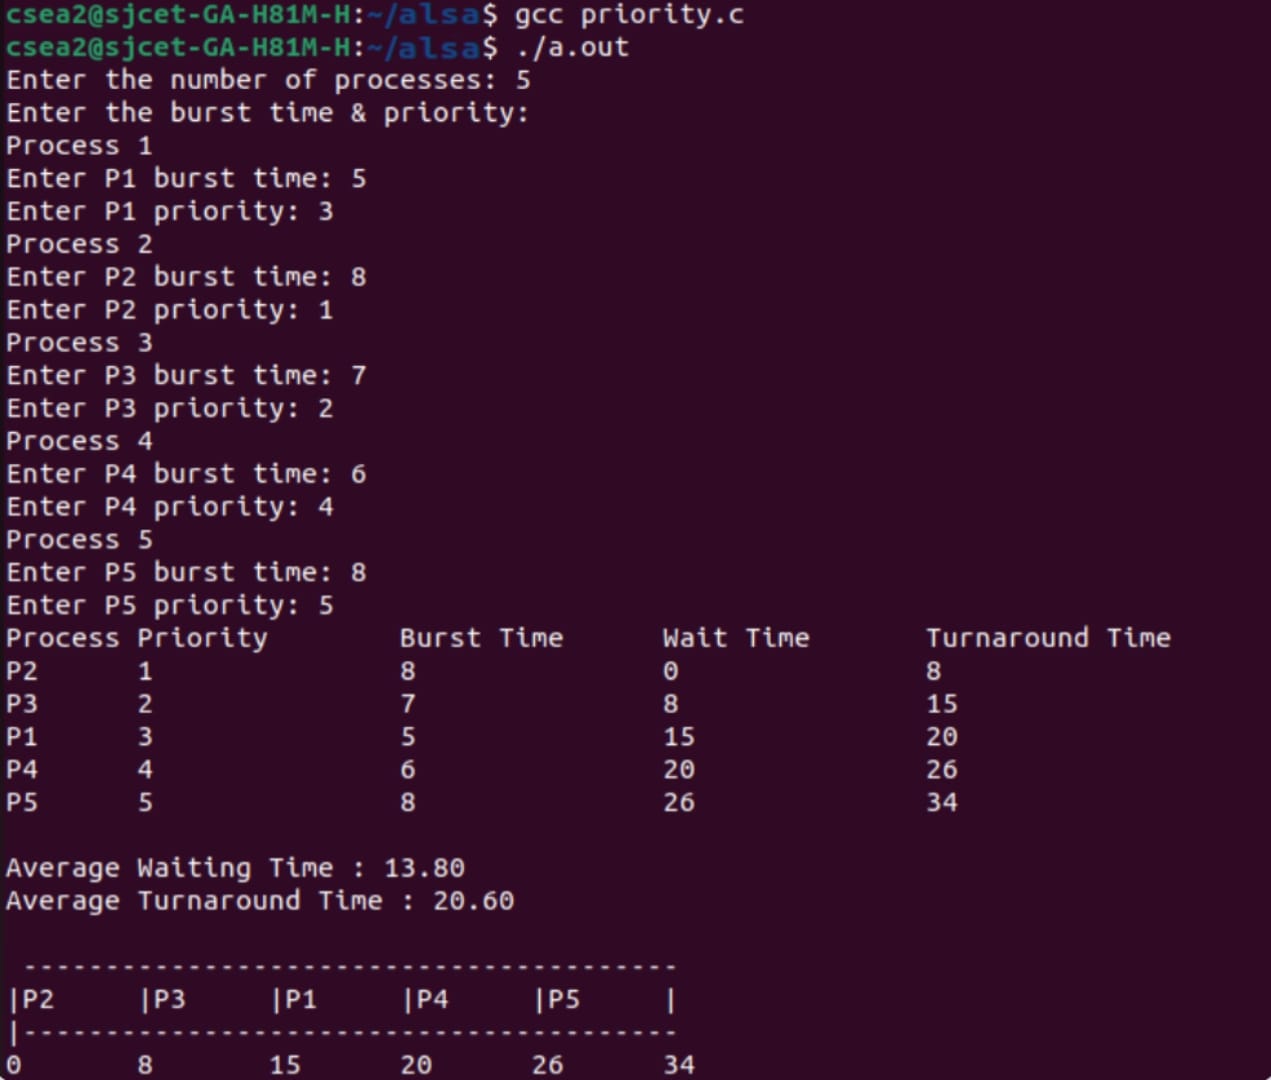 csea2@sjcet-GA-H81M-H:~/alsa$ gcc priority.c
csea2@sjcet-GA-H81M-H:~/alsa$ ./a.out
Enter the number of processes: 5
Enter the burst time & priority:
Process 1
Enter P1 burst time: 5
Enter P1 priority: 3
Process 2
Enter P2 burst time: 8
Enter P2 priority: 1
Process 3
Enter P3 burst time: 7
Enter P3 priority: 2
Process 4
Enter P4 burst time: 6
Enter P4 priority: 4
Process 5
Enter P5 burst time: 8
Enter P5 priority: 5
Process Priority        Burst Time      Wait Time       Turnaround Time
P2      1               8               0               8
P3      2               7               8               15
P1      3               5               15              20
P4      4               6               20              26
P5      5               8               26              34
Average Waiting Time : 13.80
Average Turnaround Time : 20.60
 ----------------------------------------
|P2     |P3     |P1     |P4     |P5     |
|----------------------------------------
0       8       15      20      26      34